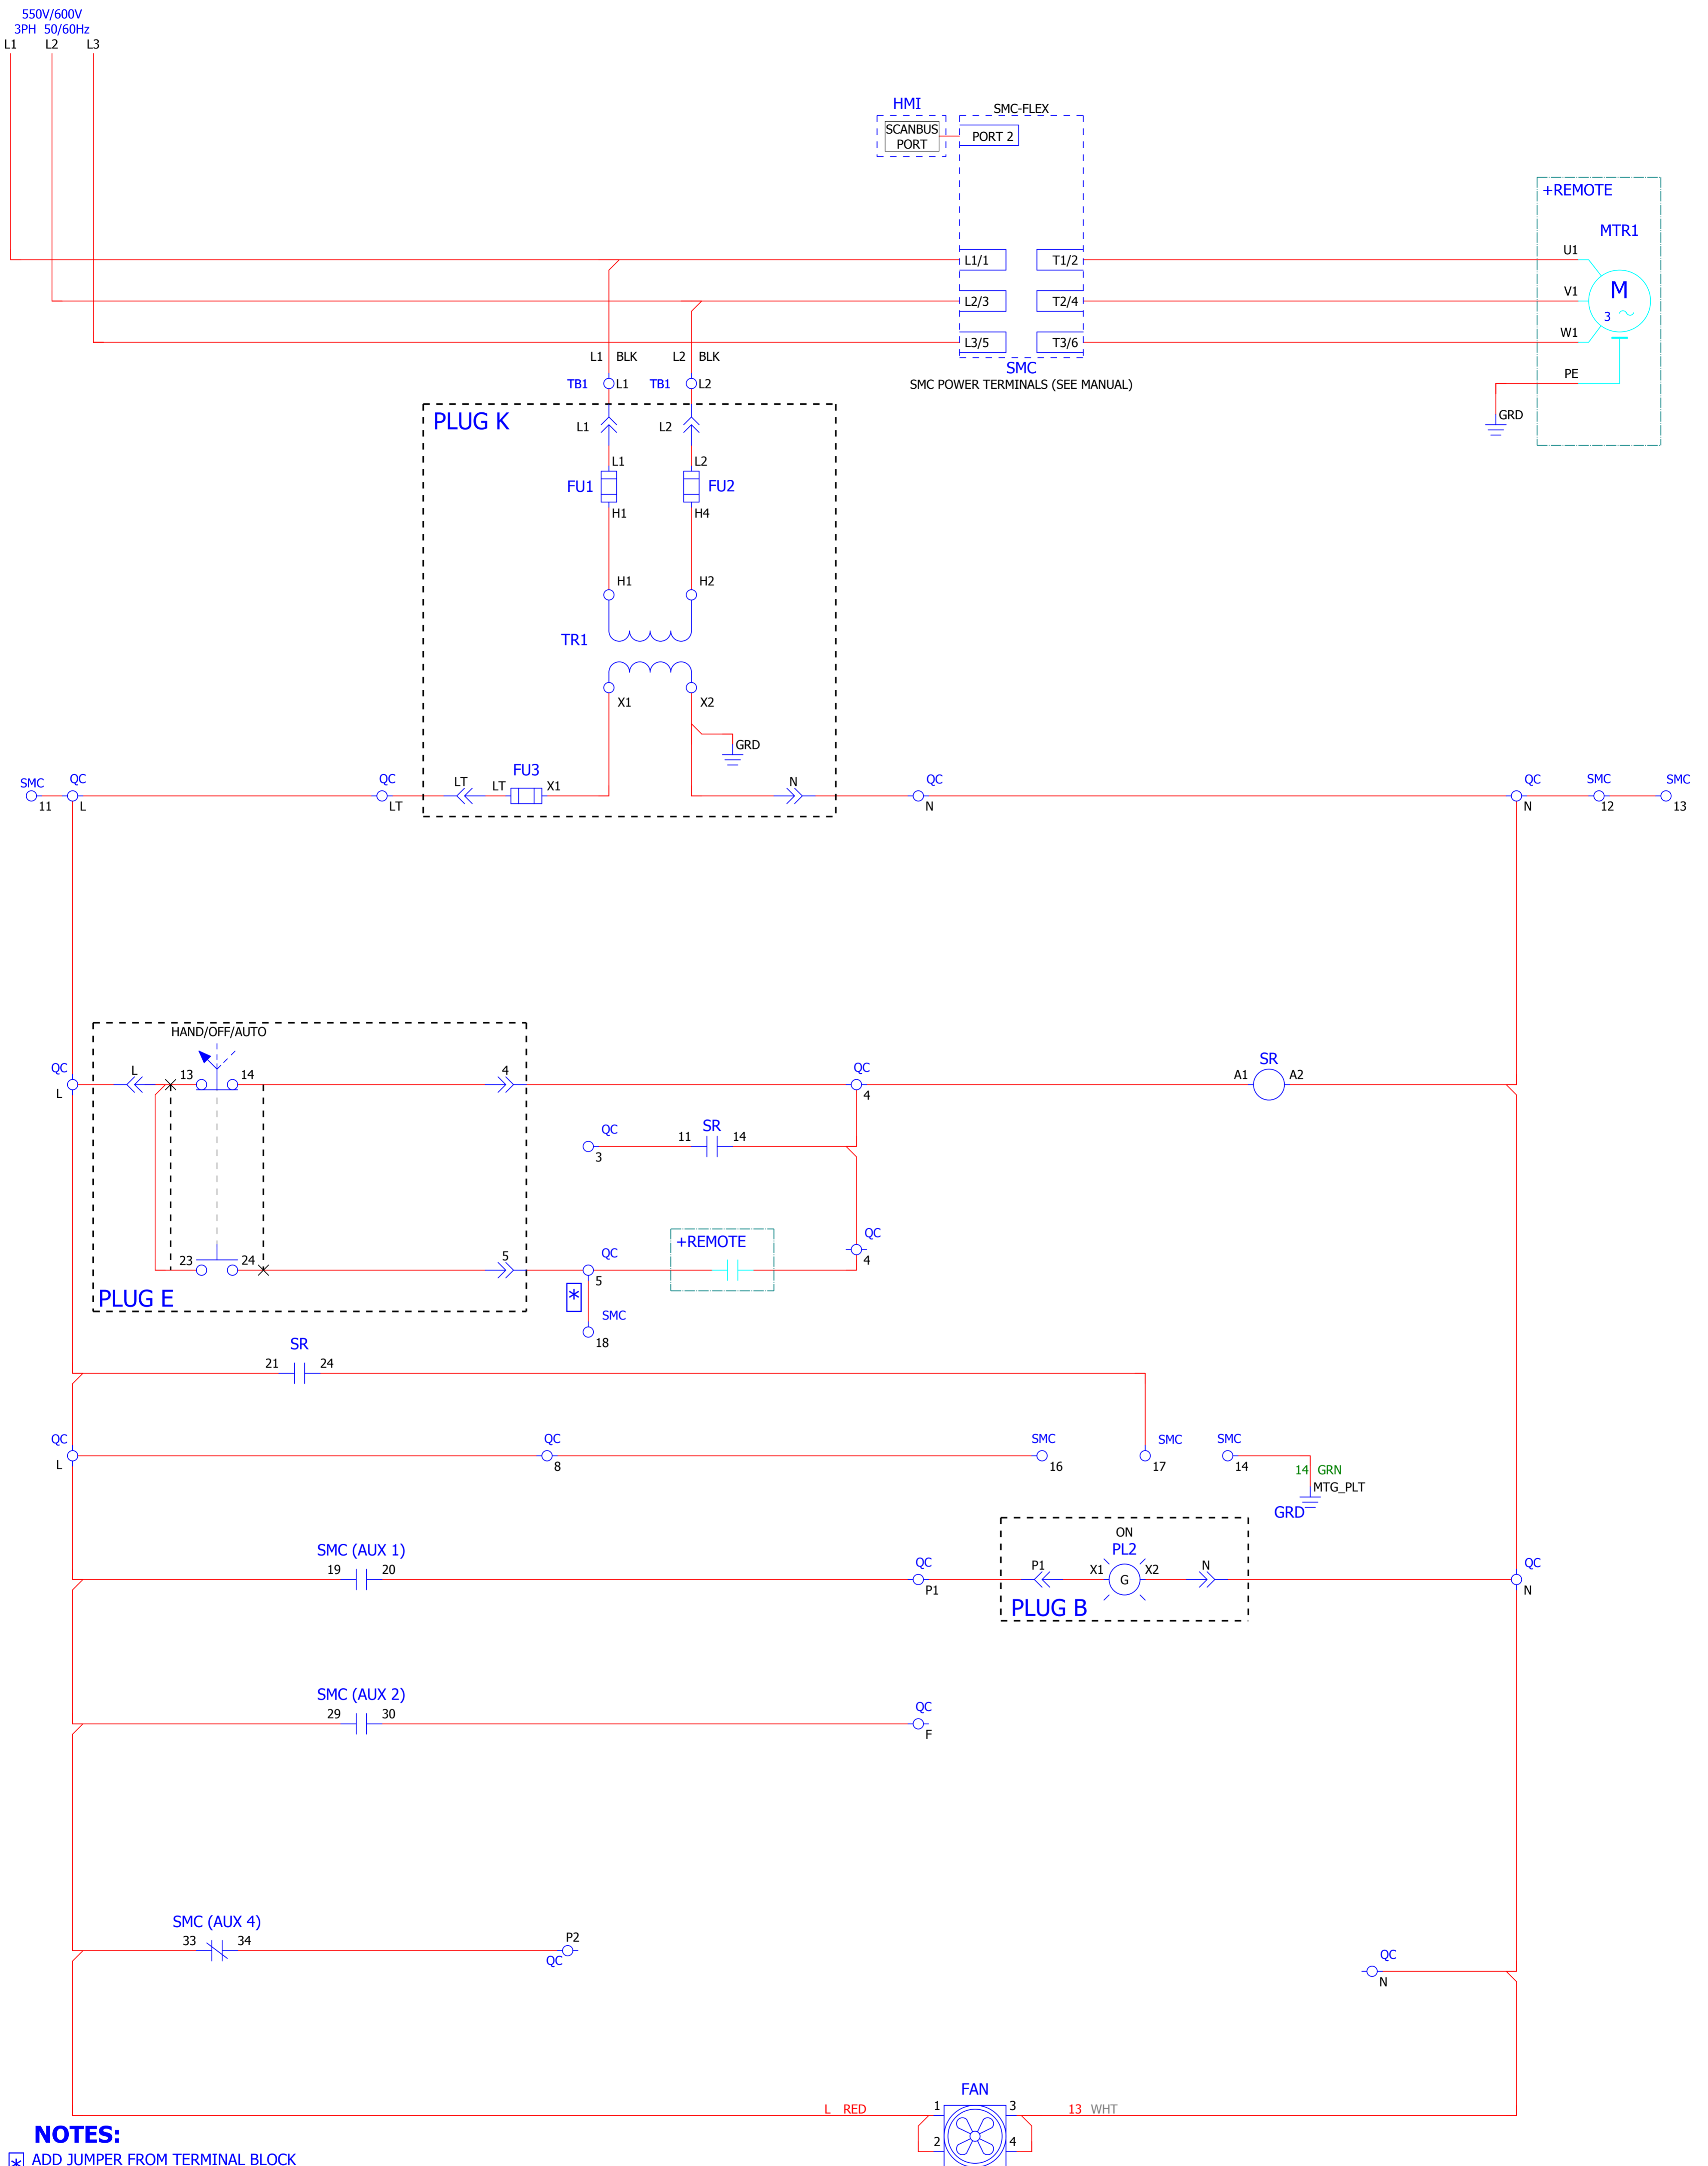 550V/600V
3PH 50/60Hz
L1 L2 L3
HMI
SMC-FLEX
SCANBUS
PORT
PORT 2
+REMOTE
MTR1
L1/1 T1/2 U1
L2/3 T2/4 V1
M
3
L3/5 T3/6 W1
L1 BLK L2 BLK
SMC
SMC POWER TERMINALS (SEE MANUAL)
PE
TB1 L1 TB1 L2
GRD
PLUG K
L1 L2
L1 L2
FU1 FU2
H1 H4
H1 H2
TR1
X1 X2
GRD
SMC QC QC LT LT FU3 X1 N QC QC SMC SMC
11 L LT N N 12 13
HAND/OFF/AUTO
QC L 13 14 4 QC SR
L 4 A1 A2
QC 11 SR 14
3
QC
+REMOTE
23 24 5 QC 4
5
PLUG E
*
SMC
18
SR
21 24
QC QC SMC SMC SMC
L 8 16 17 14
14 GRN
MTG_PLT
GRD
ON
SMC (AUX 1) PL2
19 20 QC P1 X1 G X2 N QC
P1 N
PLUG B
SMC (AUX 2)
29 30 QC
F
SMC (AUX 4)
33 34 P2
QC
QC
N
FAN
L RED 1 3 13 WHT
2 4
NOTES:
* ADD JUMPER FROM TERMINAL BLOCK